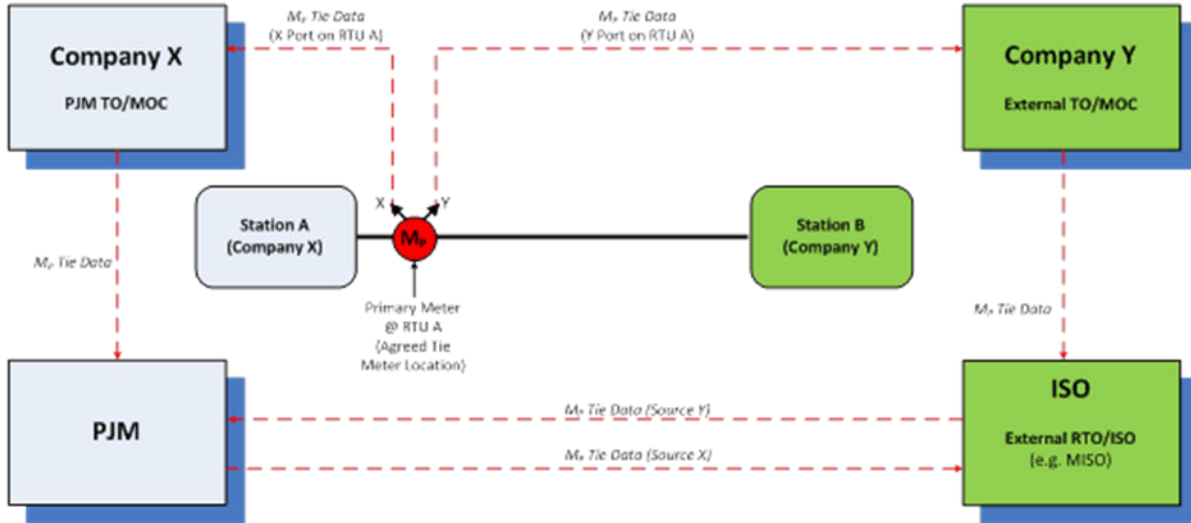 Mₚ Tie Data
(X Port on RTU A)
Mₚ Tie Data
(Y Port on RTU A)
Company X
PJM TO/MOC
Company Y
External TO/MOC
X
Y
Station A
(Company X)
Mₚ
Station B
(Company Y)
Mₚ Tie Data
Primary Meter
@ RTU A
(Agreed Tie
Meter Location)
Mₚ Tie Data
PJM
Mₚ Tie Data (Source Y)
Mₚ Tie Data (Source X)
ISO
External RTO/ISO
(e.g. MISO)